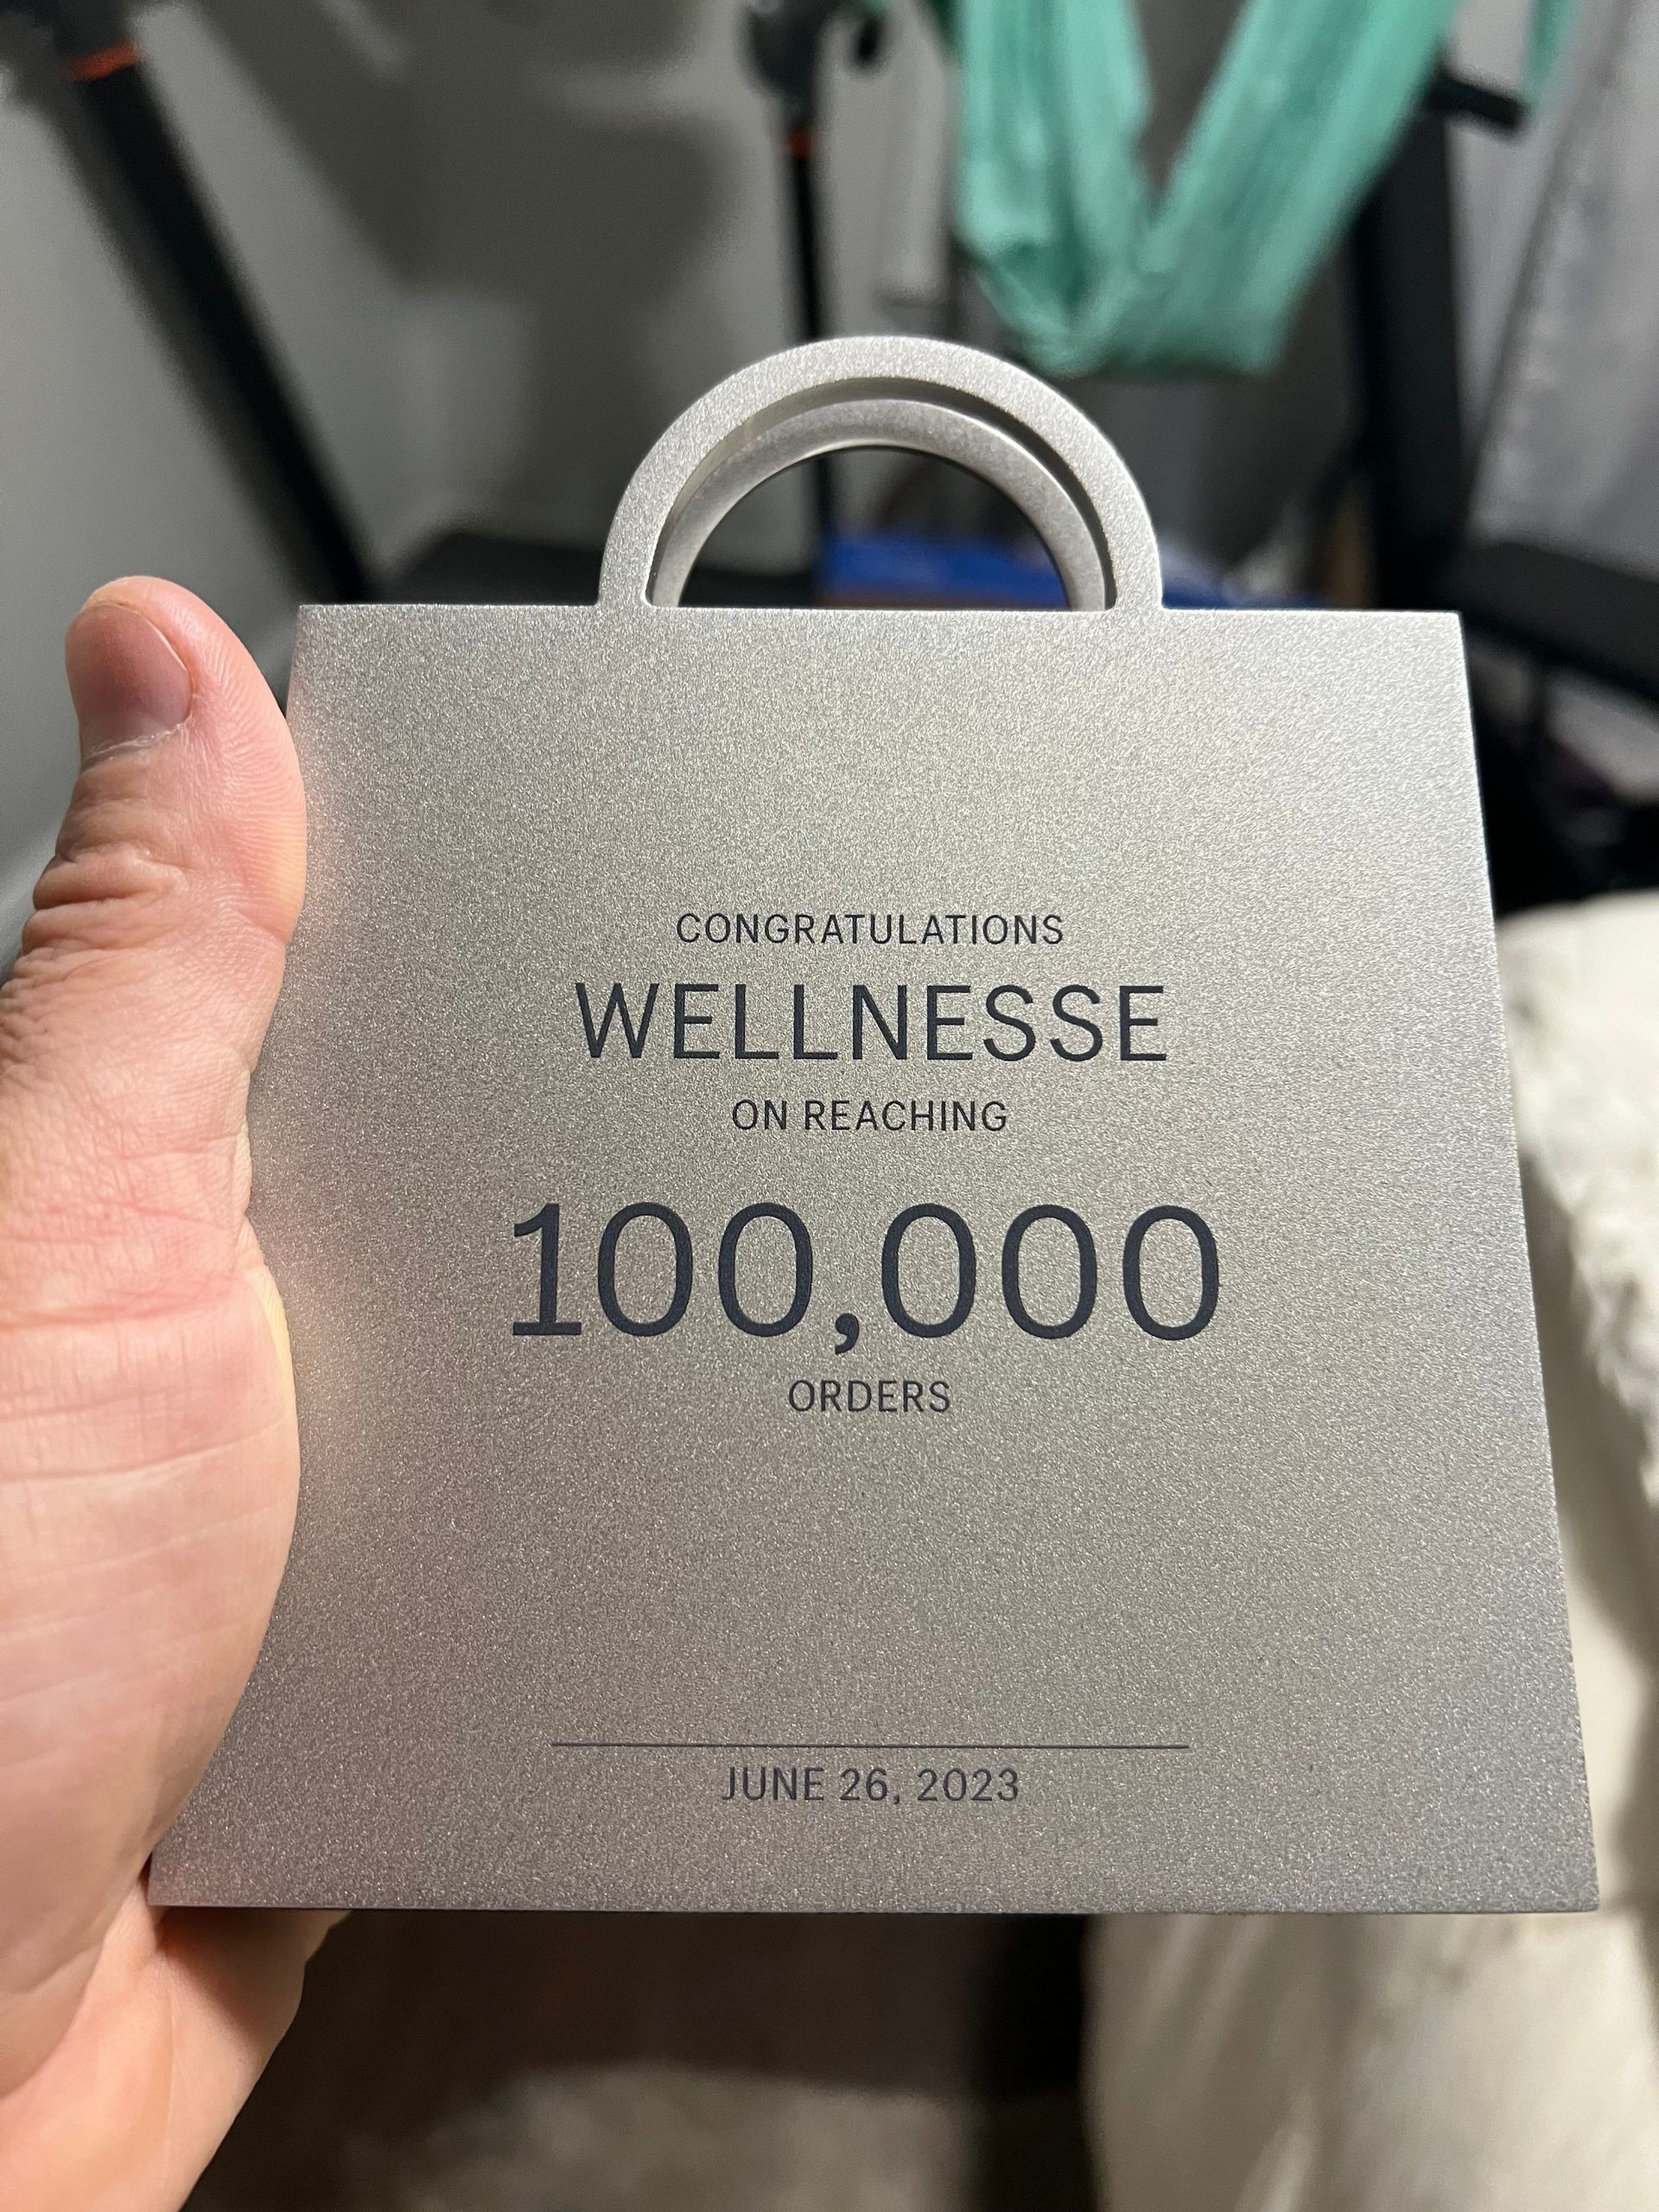 CONGRATULATIONS
WELLNESSE
ON REACHING
100,000
ORDERS
JUNE 26, 2023